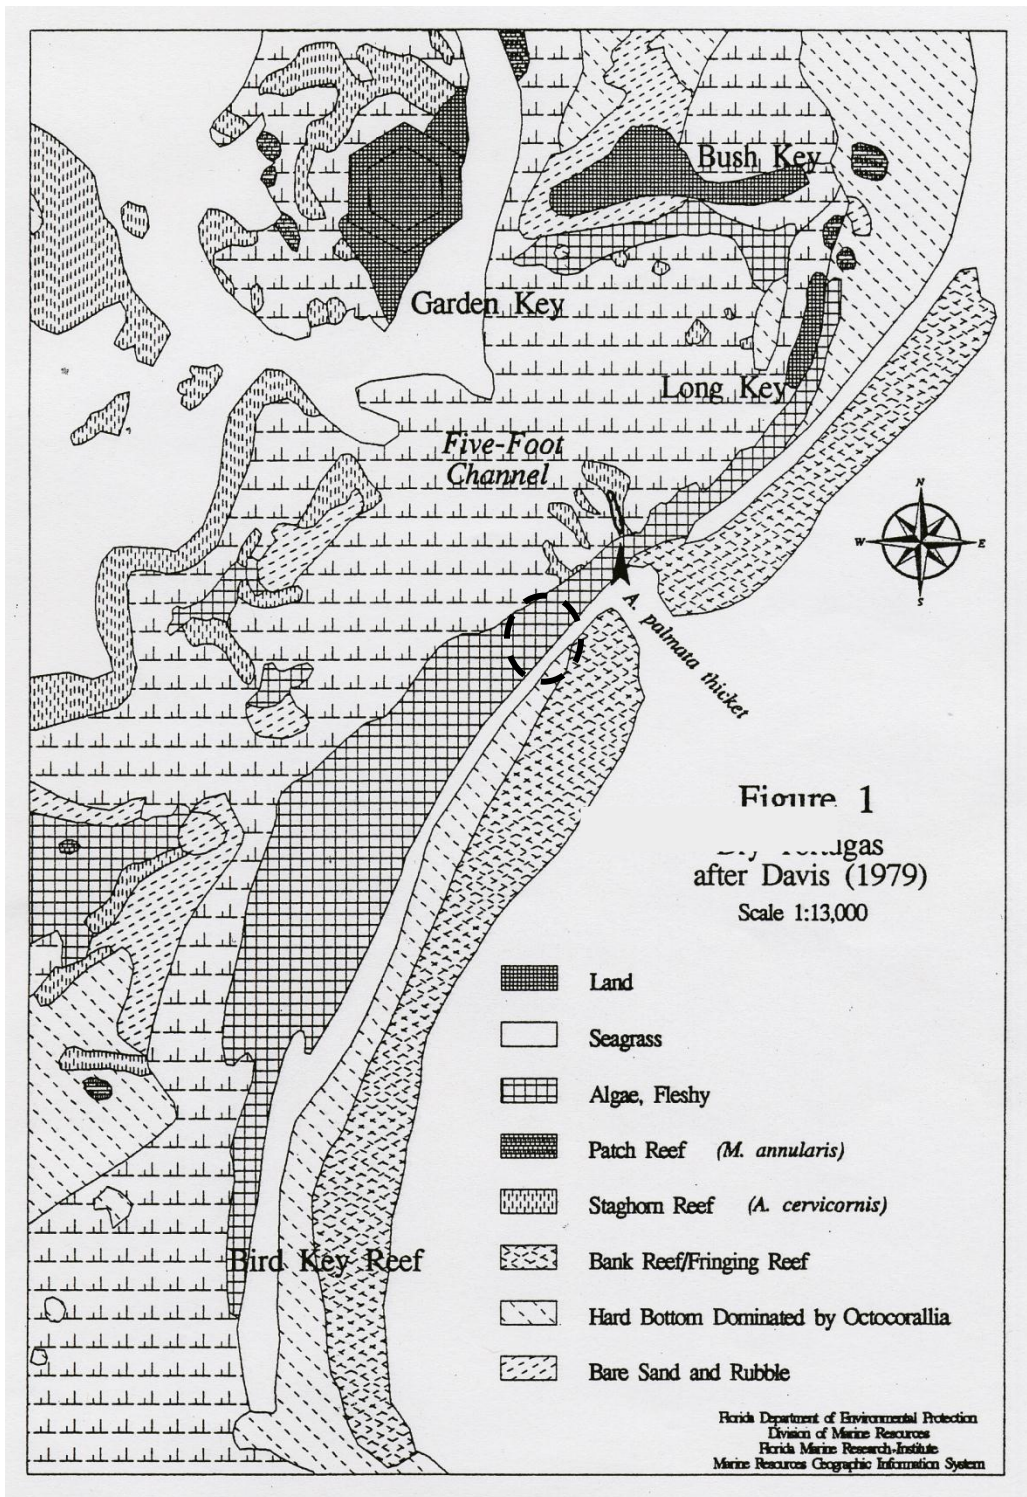 Bush Key
Garden Key
Long Key
Five-Foot
Channel
N
W
E
S
A. palmata thicket
Figure 1
Dry Tortugas
after Davis (1979)
Scale 1:13,000
Land
Seagrass
Algae, Fleshy
Patch Reef (M. annularis)
Staghorn Reef (A. cervicornis)
Bird Key Reef
Bank Reef/Fringing Reef
Hard Bottom Dominated by Octocorallia
Bare Sand and Rubble
Florida Department of Environmental Protection
Division of Marine Resources
Florida Marine Research Institute
Marine Resources Geographic Information System